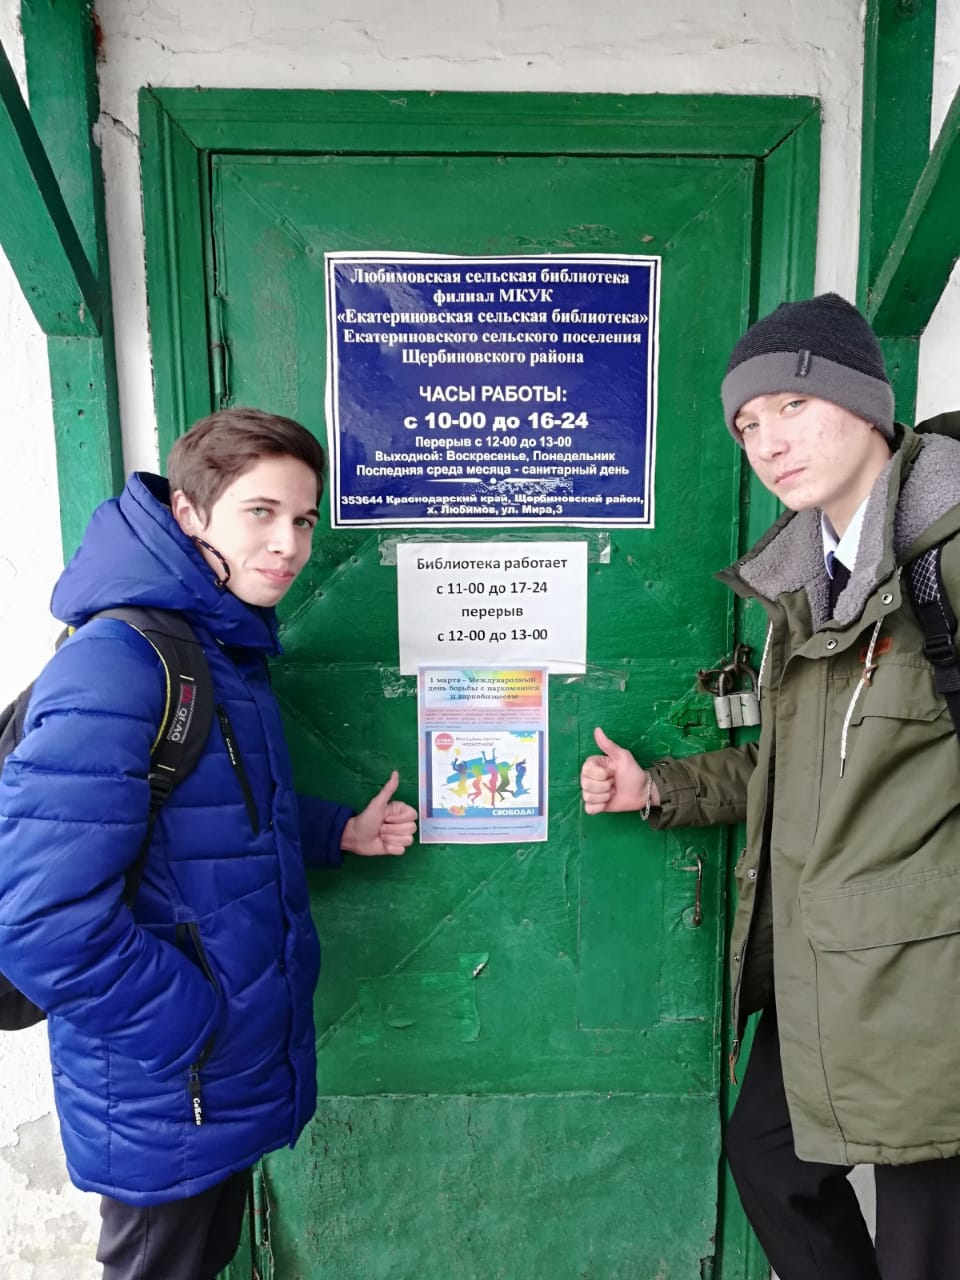 Любимовская сельская библиотека
филиал МКУК
«Екатериновская сельская библиотека»
Екатериновского сельского поселения
Щербиновского района
ЧАСЫ РАБОТЫ:
с 10-00 до 16-24
Перерыв с 12-00 до 13-00
Выходной: Воскресенье, Понедельник
Последняя среда месяца - санитарный день
353644 Краснодарский край, Щербиновский район,
х. Любимов, ул. Мира,3
Библиотека работает
с 11-00 до 17-24
перерыв
с 12-00 до 13-00
1 марта – Международный
день борьбы с наркоманией
и наркобизнесом
Молодёжь против
наркотиков!
СВОБОДА!